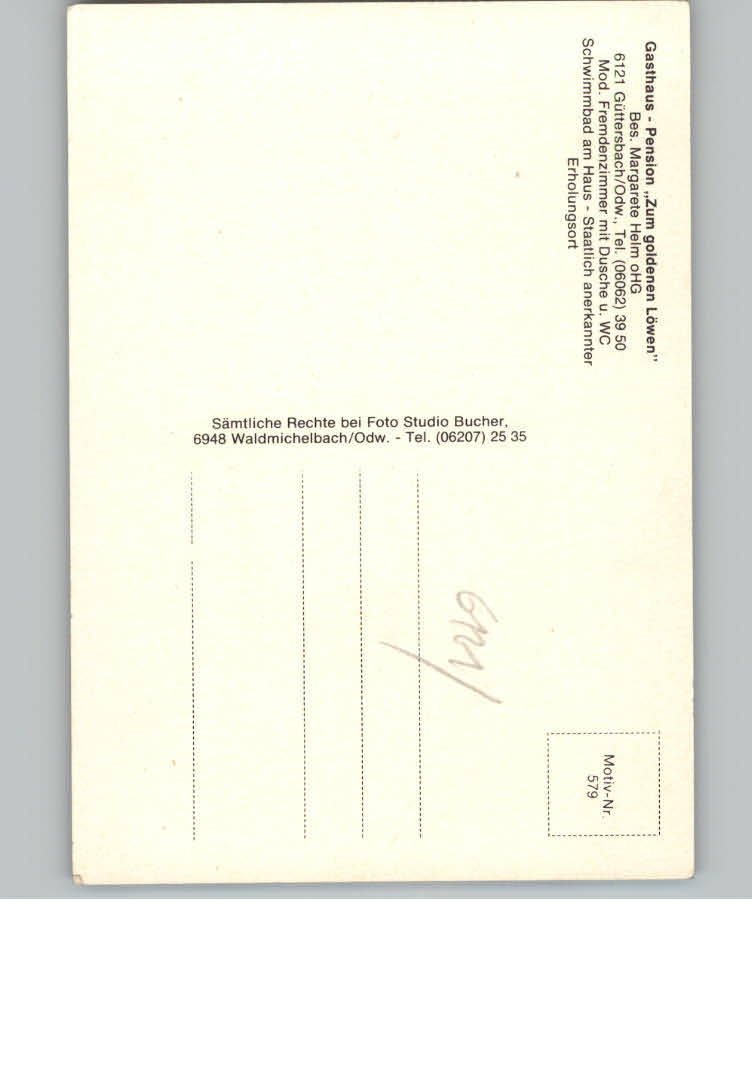 Gasthaus - Pension „Zum goldenen Löwen"
Bes. Margarete Helm oHG
6121 Güttersbach/Odw., Tel. (06062) 39 50
Mod. Fremdenzimmer mit Dusche u. WC
Schwimmbad am Haus - Staatlich anerkannter
Erholungsort
Sämtliche Rechte bei Foto Studio Bucher,
6948 Waldmichelbach/Odw. - Tel. (06207) 25 35
Motiv-Nr.
579